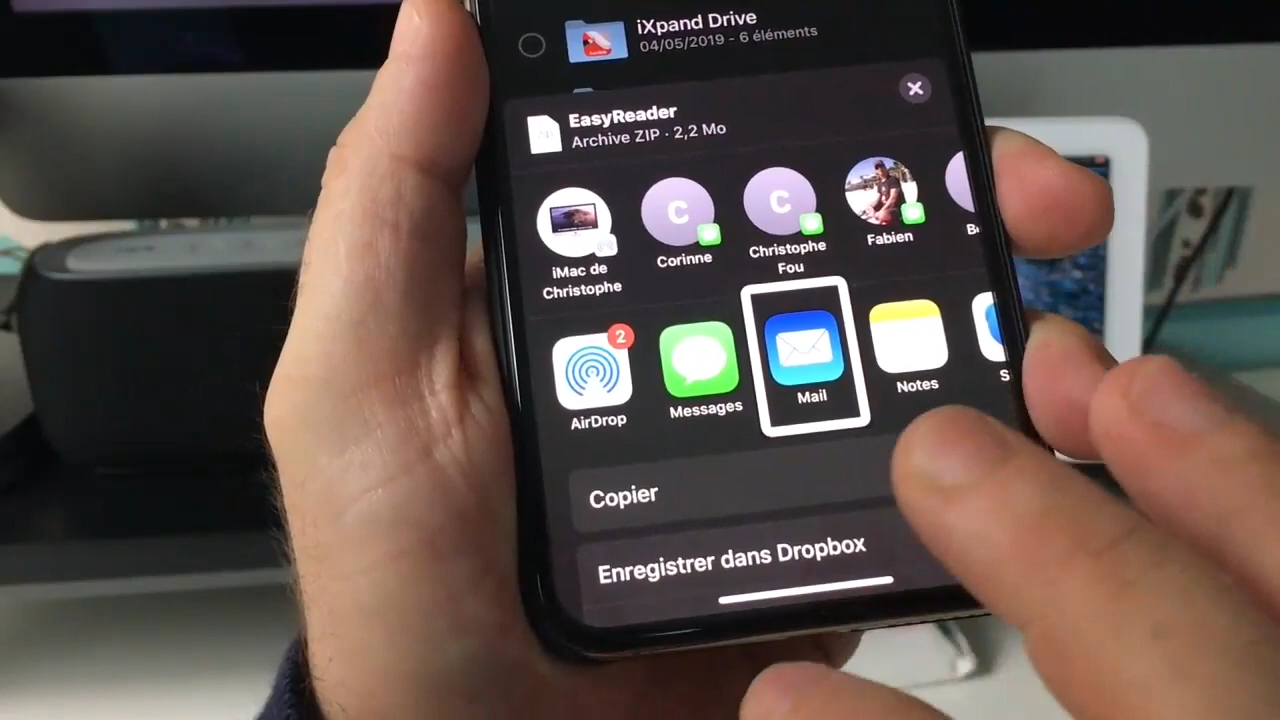 iXpand Drive
04/05/2019 - 6 éléments
EasyReader
Archive ZIP · 2,2 Mo
C
C
iMac de
Christophe
Corinne
Christophe
Fou
Fabien
2
AirDrop
Messages
Mail
Notes
Copier
Enregistrer dans Dropbox